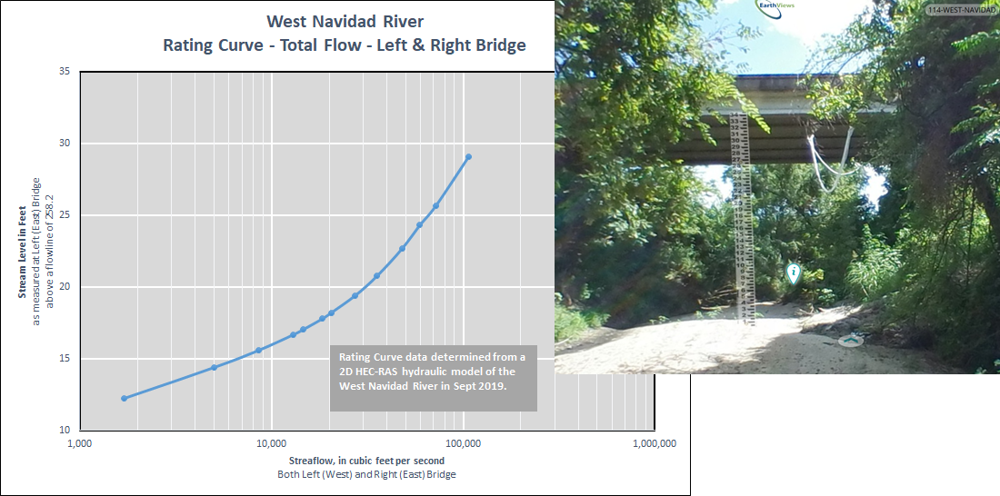 West Navidad River
Rating Curve - Total Flow - Left & Right Bridge
35
30
25
20
15
10
Stream Level in Feet
as measured at Left (East) Bridge
above a flowline of 258.2
1,000
10,000
100,000
1,000,000
Streaflow, in cubic feet per second
Both Left (West) and Right (East) Bridge
Rating Curve data determined from a
2D HEC-RAS hydraulic model of the
West Navidad River in Sept 2019.
EarthViews
114-WEST-NAVIDAD
i